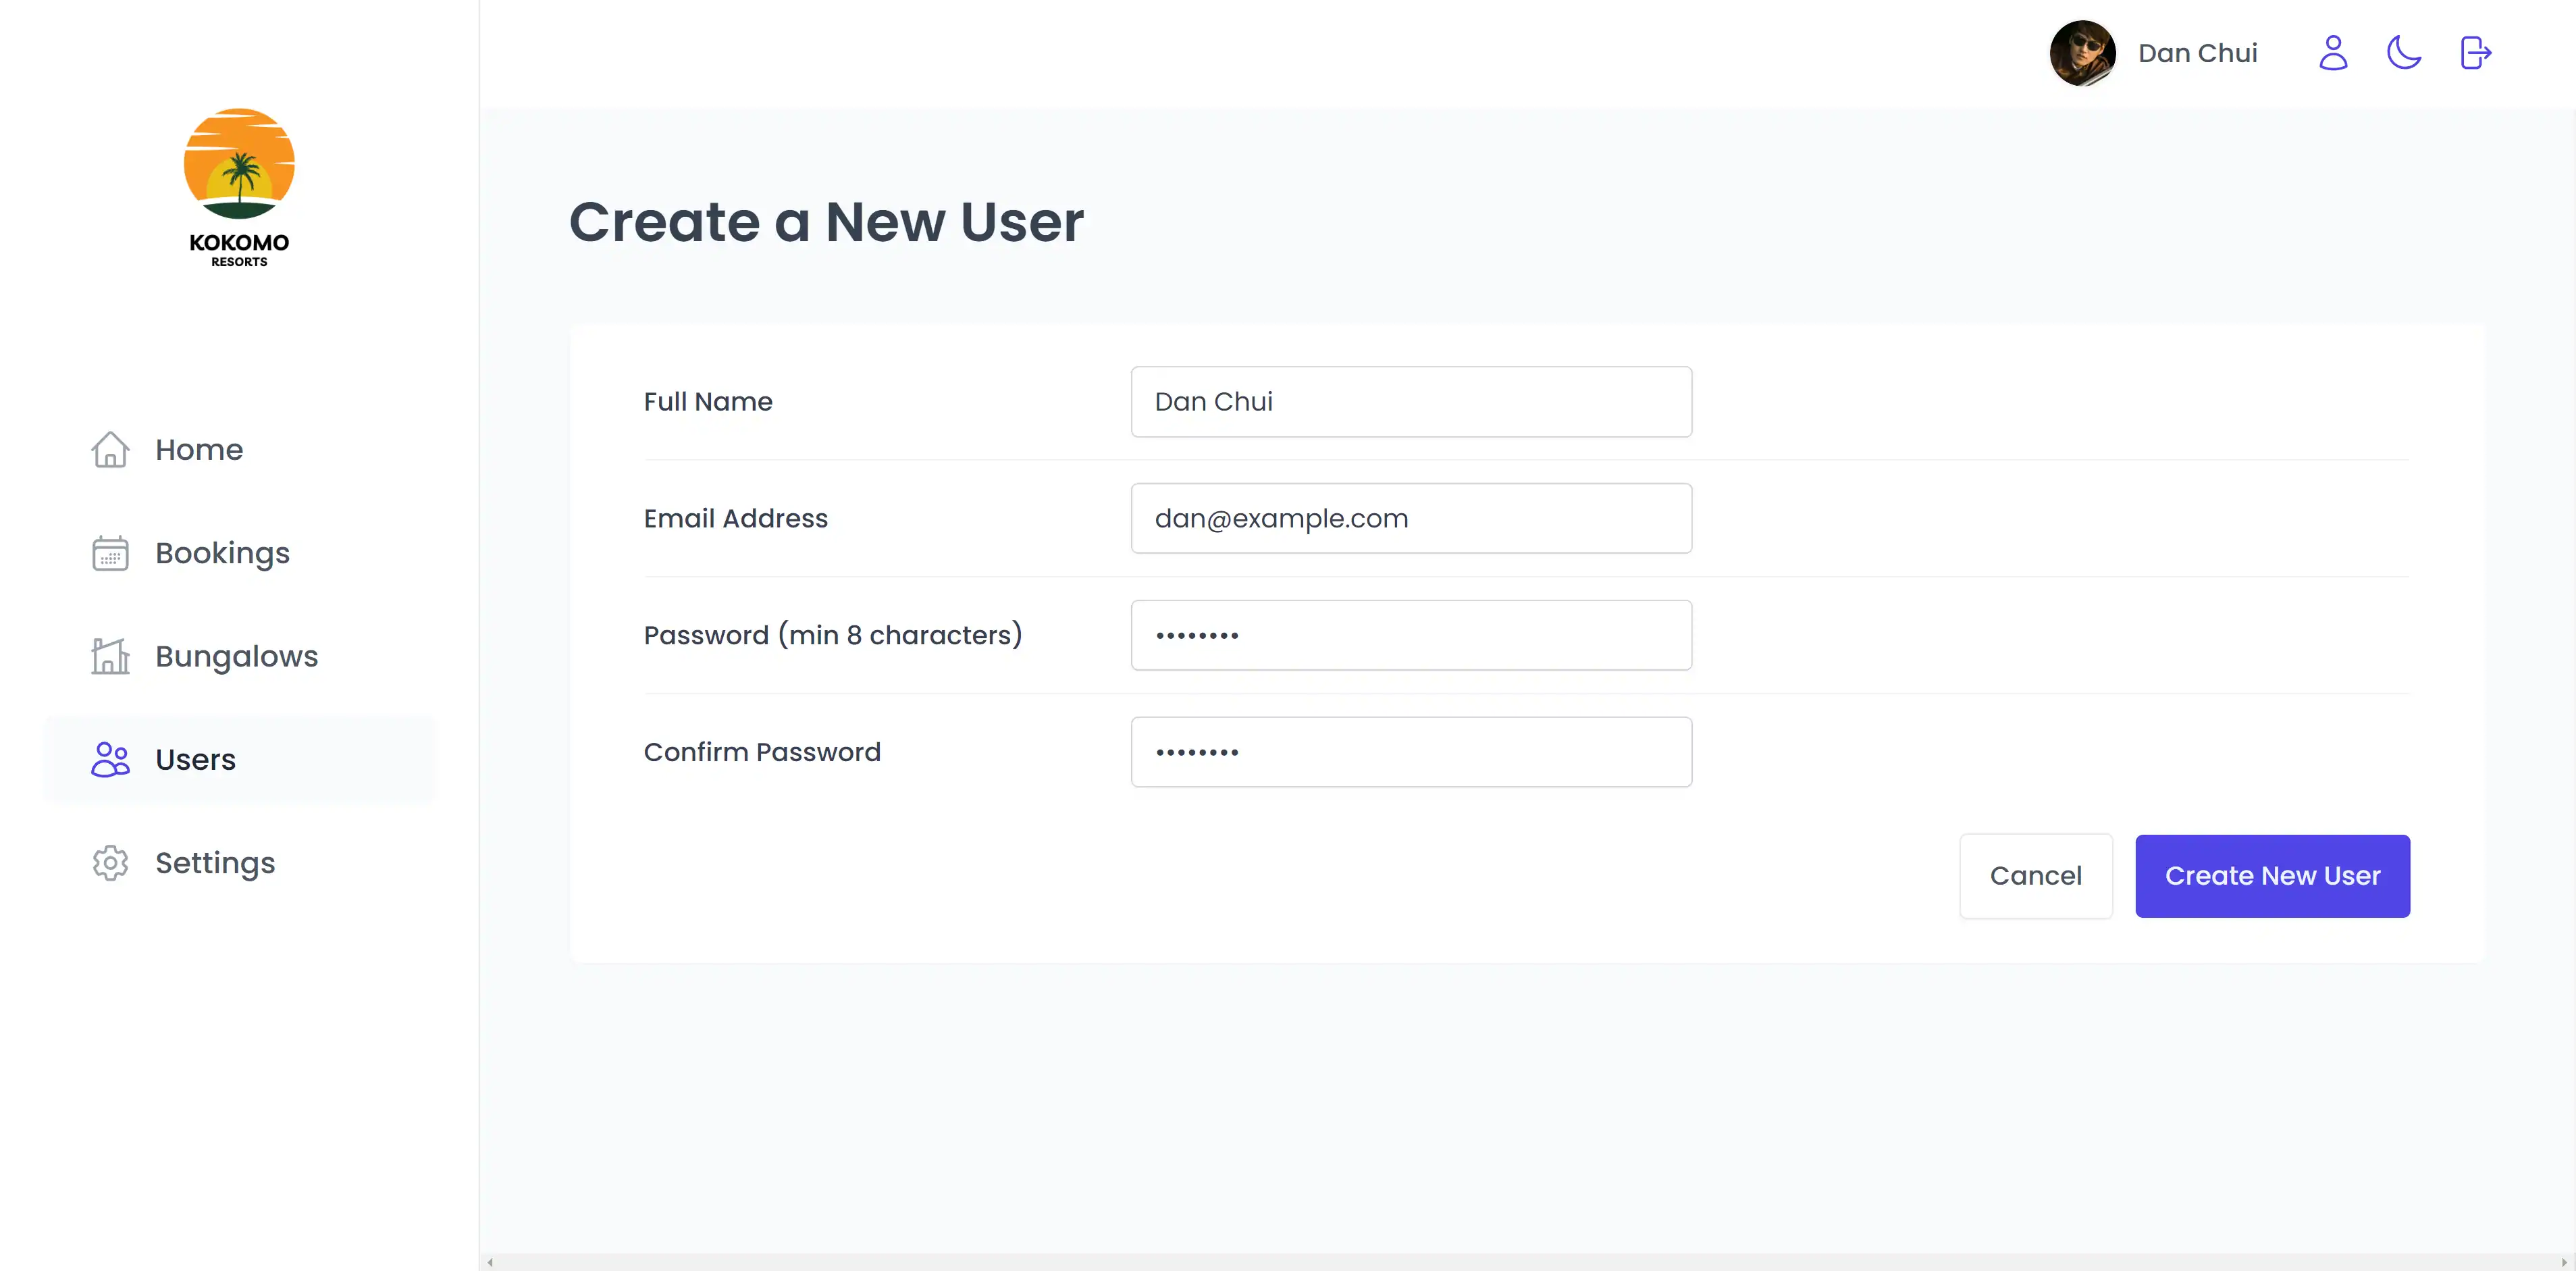 Dan Chui
KOKOMO
RESORTS
Home
Bookings
Bungalows
Users
Settings
Create a New User
Full Name
Dan Chui
Email Address
dan@example.com
Password (min 8 characters)
••••••••
Confirm Password
••••••••
Cancel
Create New User